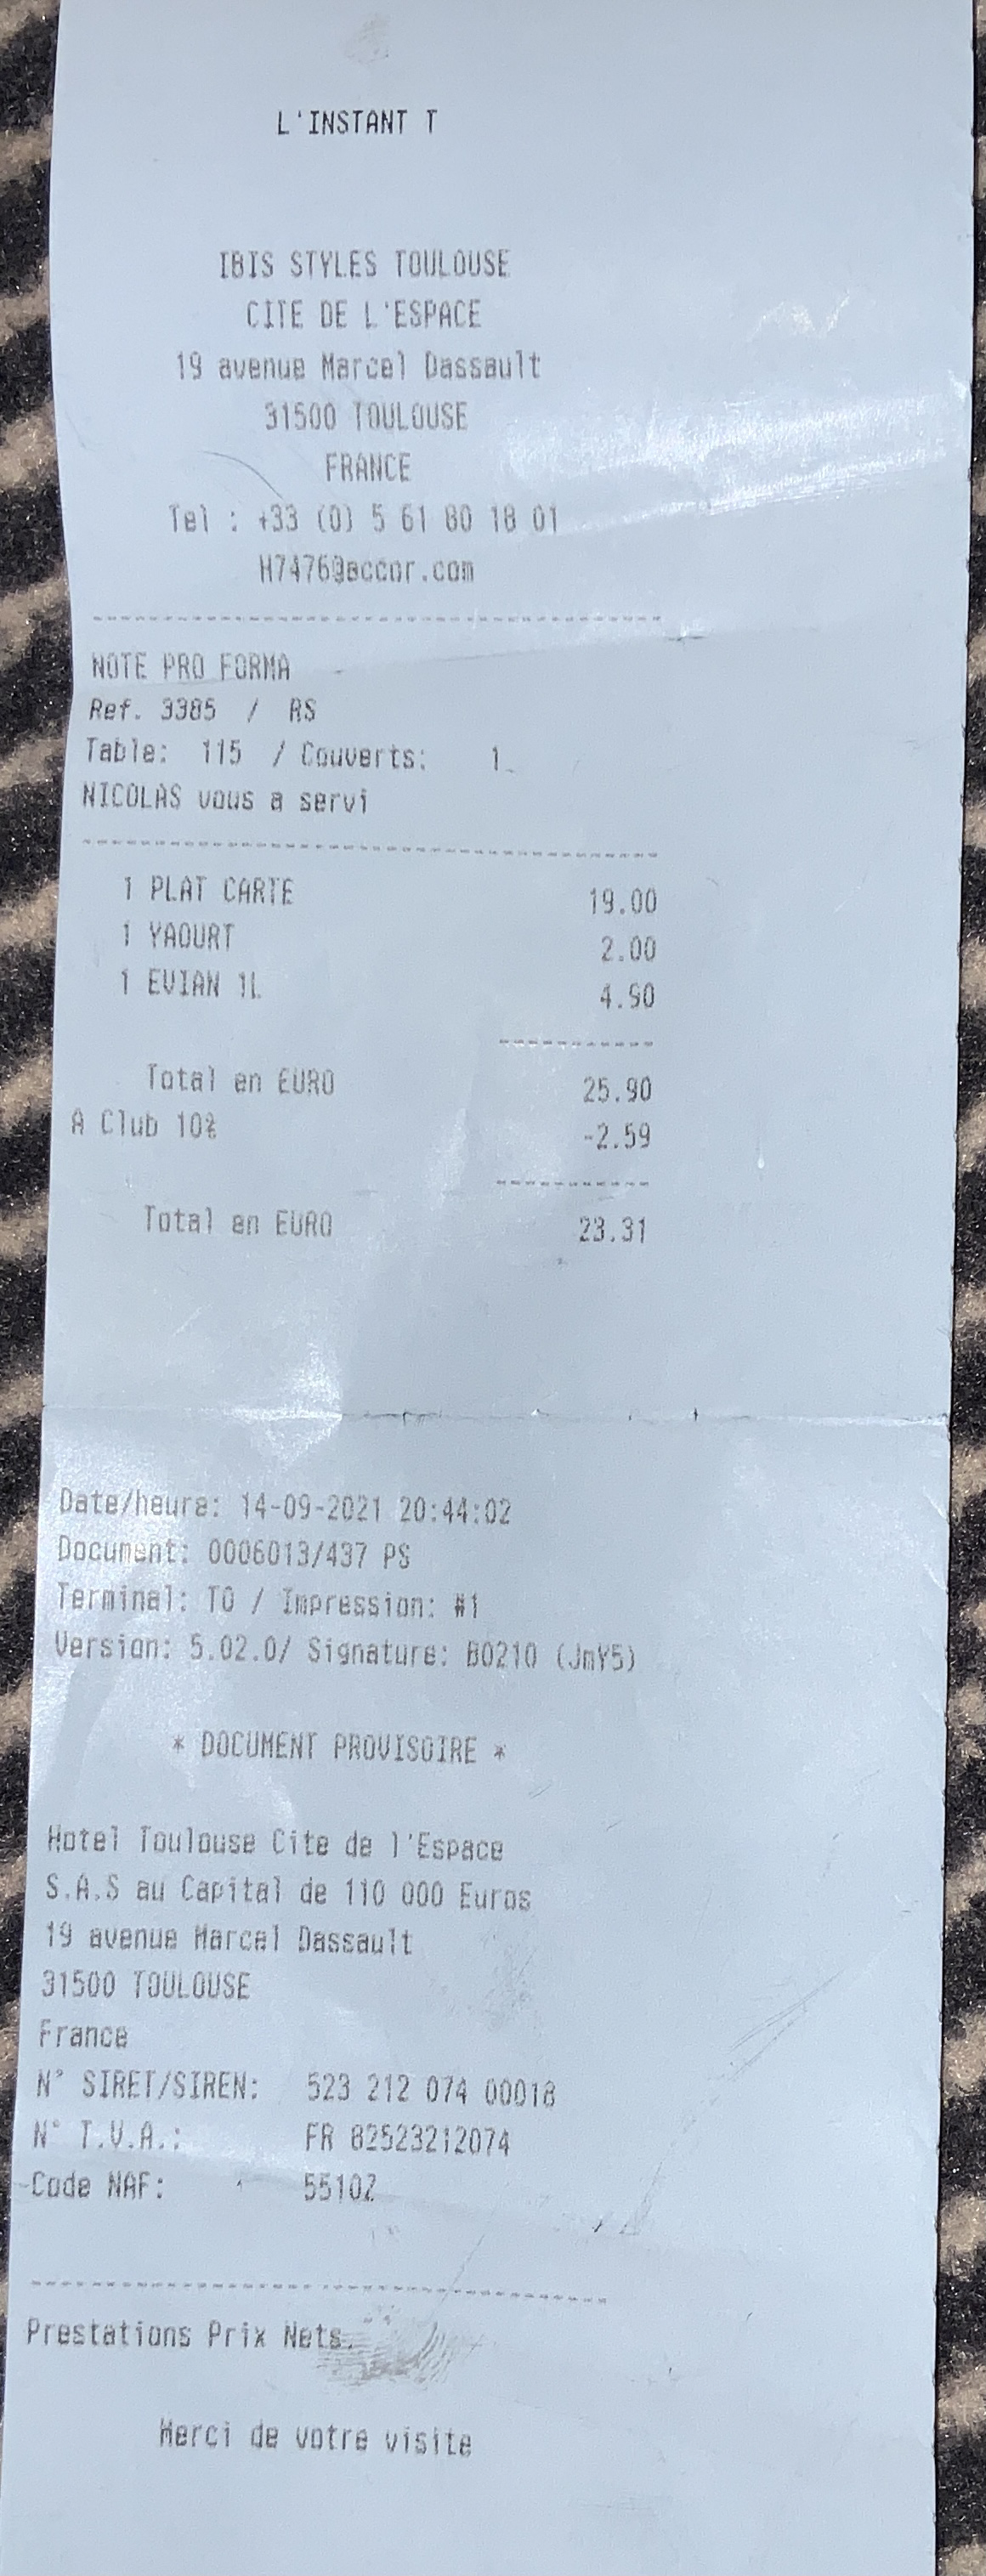 L'INSTANT T
IBIS STYLES TOULOUSE
CITE DE L'ESPACE
19 avenue Marcel Dassault
31500 TOULOUSE
FRANCE
Tel : +33 (0) 5 61 80 18 01
H7476@accor.com
NOTE PRO FORMA
Ref. 3385 / RS
Table: 115 / Couverts: 1
NICOLAS vous a servi
1 PLAT CARTE 19.00
1 YAOURT 2.00
1 EVIAN 1L 4.90
Total en EURO 25.90
A Club 10% -2.59
Total en EURO 23.31
Date/heure: 14-09-2021 20:44:02
Document: 0006013/437 PS
Terminal: TO / Impression: #1
Version: 5.02.0/ Signature: B0210 (JmY5)
* DOCUMENT PROVISOIRE *
Hotel Toulouse Cite de l'Espace
S.A.S au Capital de 110 000 Euros
19 avenue Marcel Dassault
31500 TOULOUSE
France
N° SIRET/SIREN: 523 212 074 00018
N° T.V.A.: FR 82523212074
Code NAF: 5510Z
Prestations Prix Nets.
Merci de votre visite